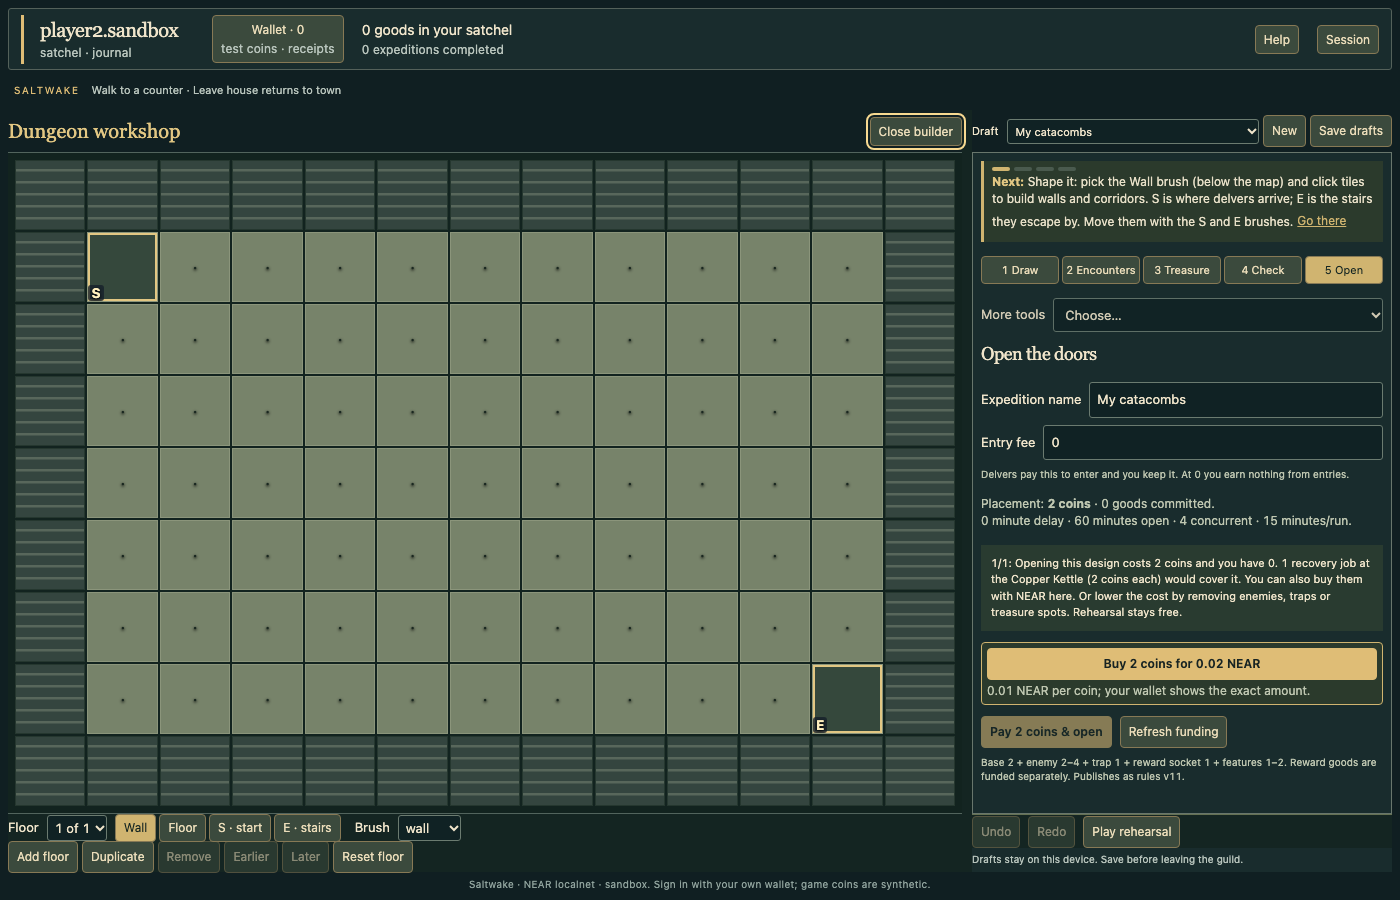 player2.sandbox
satchel · journal
Wallet · 0
test coins · receipts
0 goods in your satchel
0 expeditions completed
Help
Session
SALTWAKE Walk to a counter · Leave house returns to town
Dungeon workshop
Close builder
Draft
My catacombs
New
Save drafts
Next: Shape it: pick the Wall brush (below the map) and click tiles
to build walls and corridors. S is where delvers arrive; E is the stairs
they escape by. Move them with the S and E brushes. Go there
1 Draw
2 Encounters
3 Treasure
4 Check
5 Open
More tools
Choose...
Open the doors
Expedition name
My catacombs
Entry fee
0
Delvers pay this to enter and you keep it. At 0 you earn nothing from entries.
Placement: 2 coins · 0 goods committed.
0 minute delay · 60 minutes open · 4 concurrent · 15 minutes/run.
1/1: Opening this design costs 2 coins and you have 0. 1 recovery job at
the Copper Kettle (2 coins each) would cover it. You can also buy them
with NEAR here. Or lower the cost by removing enemies, traps or
treasure spots. Rehearsal stays free.
Buy 2 coins for 0.02 NEAR
0.01 NEAR per coin; your wallet shows the exact amount.
Pay 2 coins & open
Refresh funding
Base 2 + enemy 2–4 + trap 1 + reward socket 1 + features 1–2. Reward goods are
funded separately. Publishes as rules v11.
S
E
Floor
1 of 1
Wall
Floor
S · start
E · stairs
Brush
wall
Add floor
Duplicate
Remove
Earlier
Later
Reset floor
Undo
Redo
Play rehearsal
Drafts stay on this device. Save before leaving the guild.
Saltwake · NEAR localnet · sandbox. Sign in with your own wallet; game coins are synthetic.